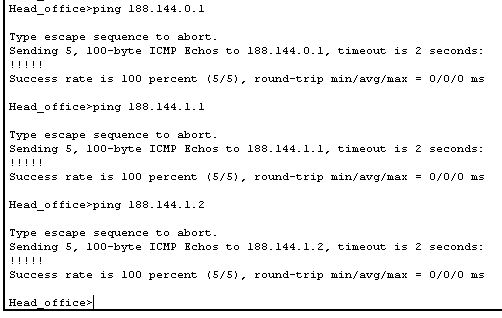 Head_office>ping 188.144.0.1
Type escape sequence to abort.
Sending 5, 100-byte ICMP Echos to 188.144.0.1, timeout is 2 seconds:
!!!!!
Success rate is 100 percent (5/5), round-trip min/avg/max = 0/0/0 ms
Head_office>ping 188.144.1.1
Type escape sequence to abort.
Sending 5, 100-byte ICMP Echos to 188.144.1.1, timeout is 2 seconds:
!!!!!
Success rate is 100 percent (5/5), round-trip min/avg/max = 0/0/0 ms
Head_office>ping 188.144.1.2
Type escape sequence to abort.
Sending 5, 100-byte ICMP Echos to 188.144.1.2, timeout is 2 seconds:
!!!!!
Success rate is 100 percent (5/5), round-trip min/avg/max = 0/0/0 ms
Head_office>